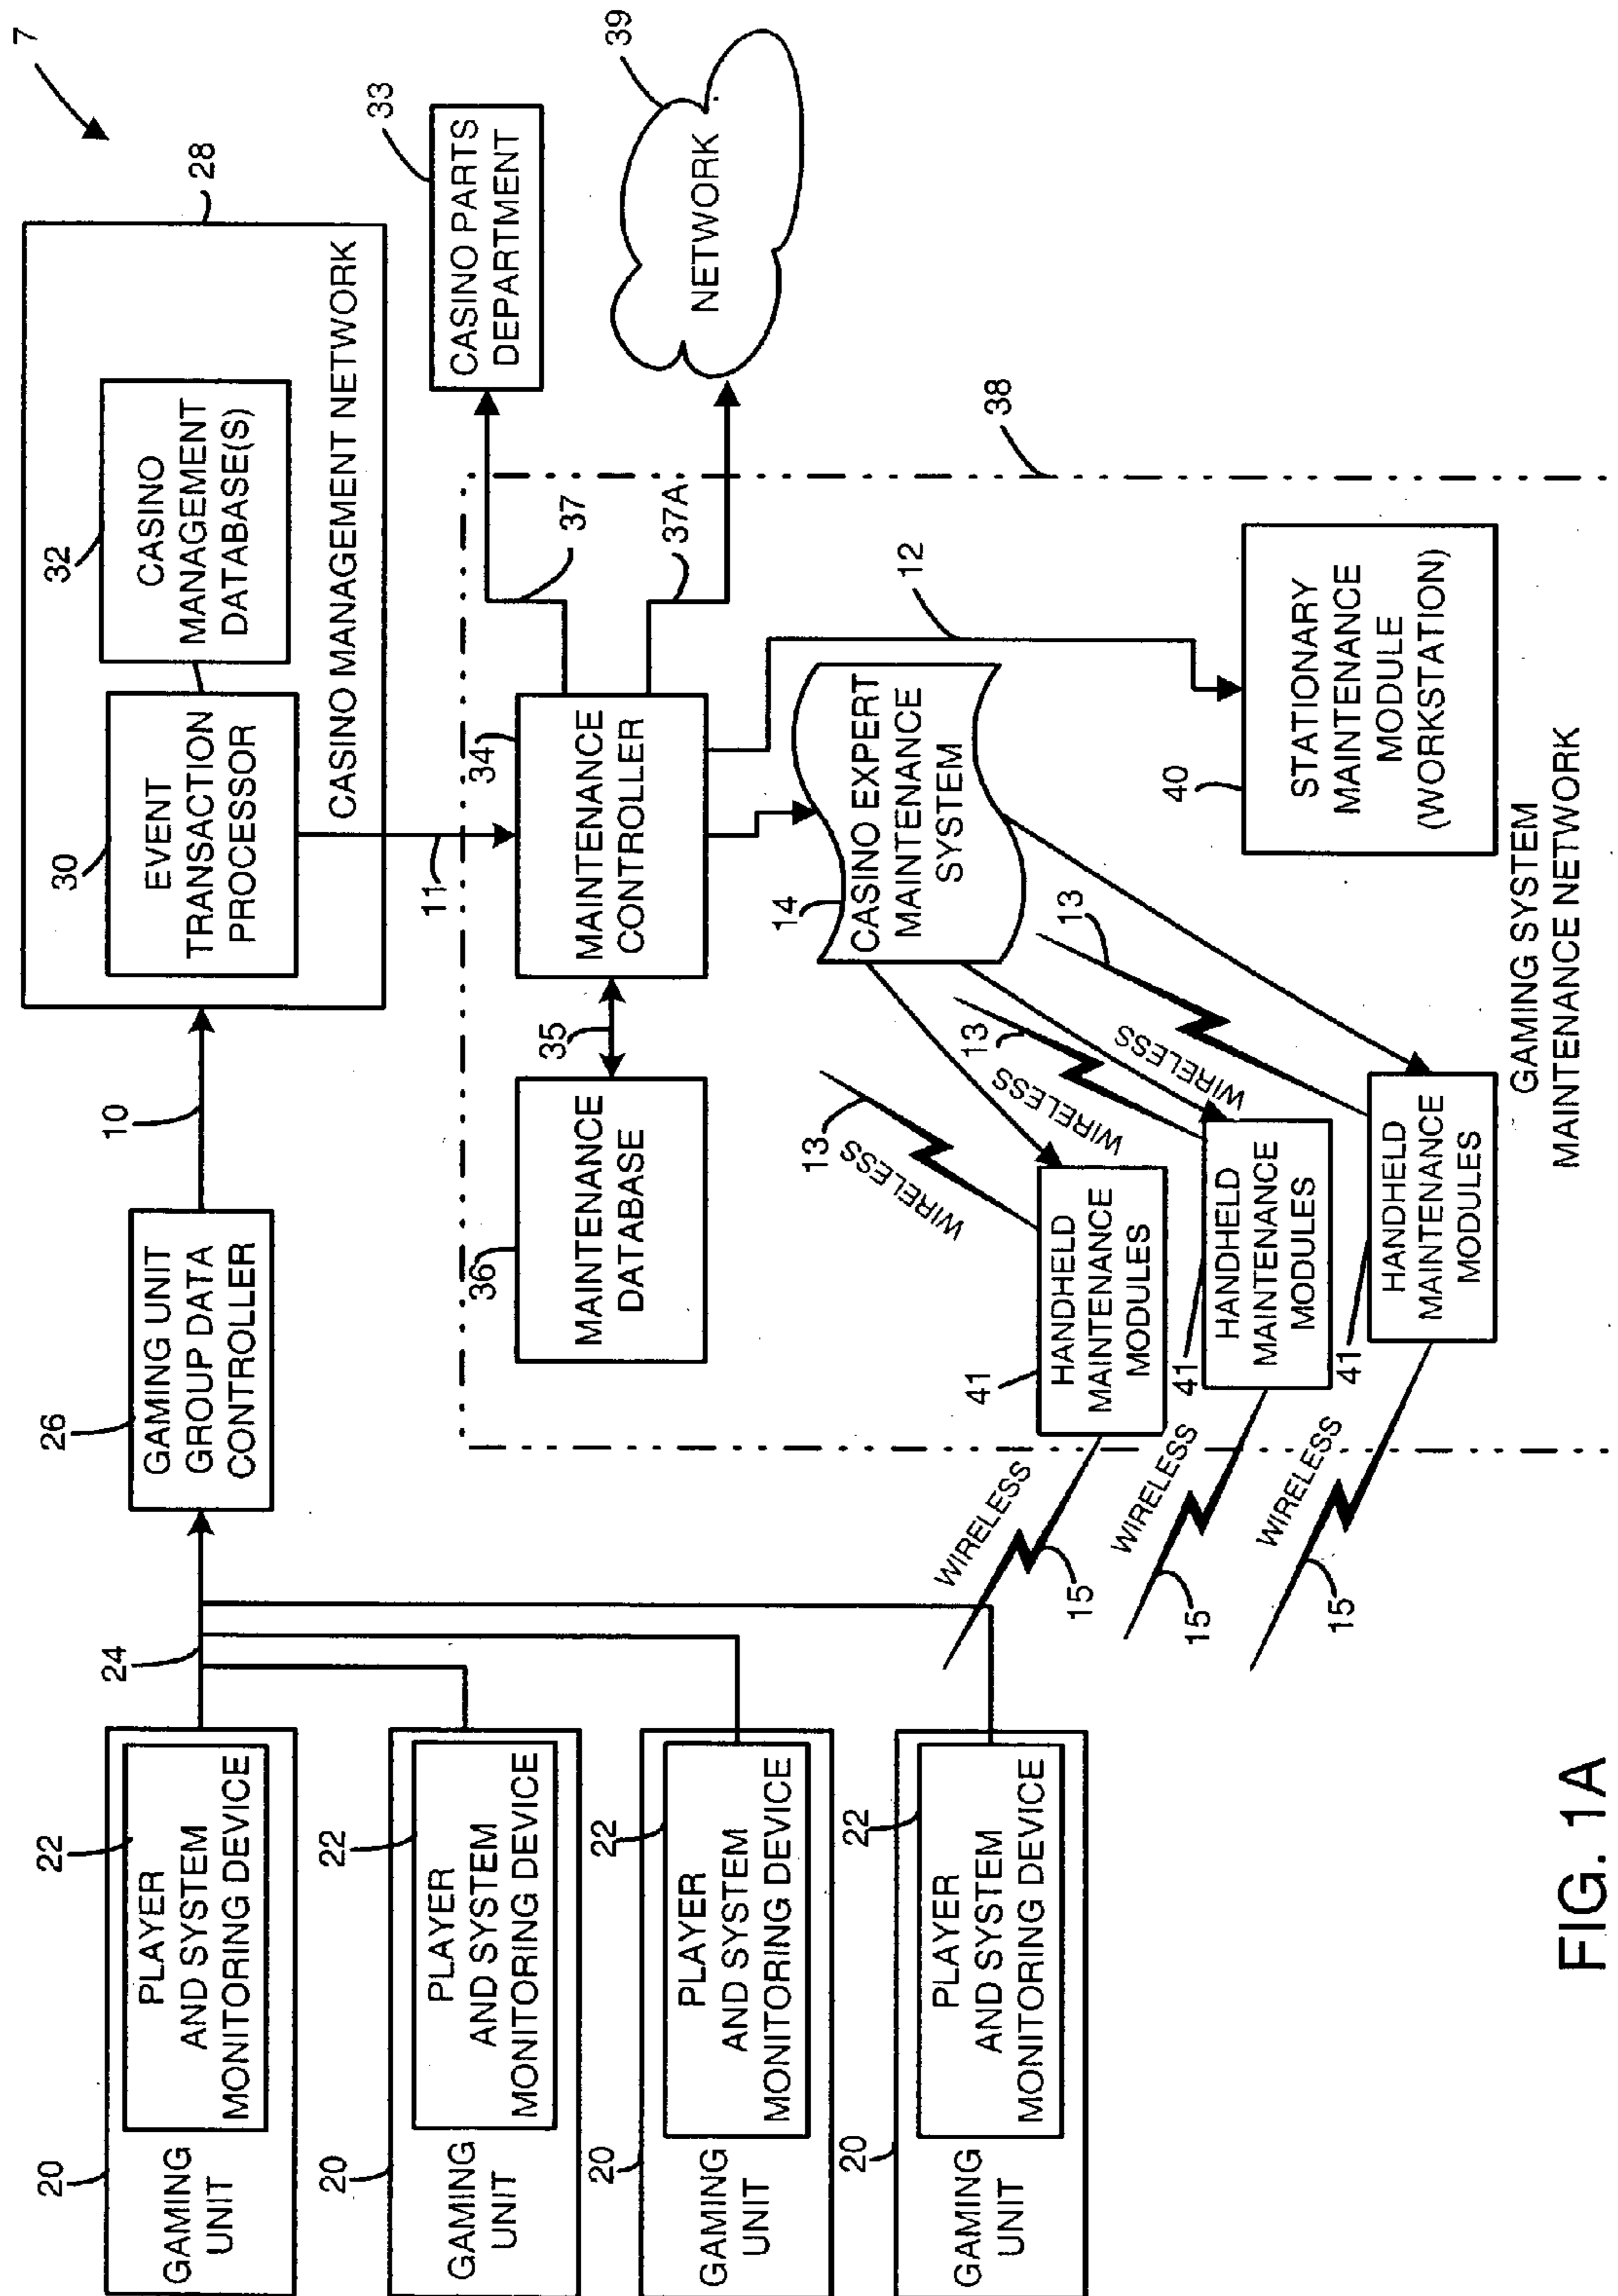 7
28
CASINO MANAGEMENT NETWORK
30
EVENT
TRANSACTION
PROCESSOR
32
CASINO
MANAGEMENT
DATABASE(S)
10
26
GAMING UNIT
GROUP DATA
CONTROLLER
24
20
GAMING
UNIT
22
PLAYER
AND SYSTEM
MONITORING DEVICE
20
GAMING
UNIT
22
PLAYER
AND SYSTEM
MONITORING DEVICE
20
GAMING
UNIT
22
PLAYER
AND SYSTEM
MONITORING DEVICE
20
GAMING
UNIT
22
PLAYER
AND SYSTEM
MONITORING DEVICE
11
33
CASINO PARTS
DEPARTMENT
39
NETWORK
37
37A
38
34
MAINTENANCE
CONTROLLER
35
36
MAINTENANCE
DATABASE
12
14
CASINO EXPERT
MAINTENANCE
SYSTEM
40
STATIONARY
MAINTENANCE
MODULE
(WORKSTATION)
13
WIRELESS
13
WIRELESS
13
WIRELESS
41
HANDHELD
MAINTENANCE
MODULES
41
HANDHELD
MAINTENANCE
MODULES
41
HANDHELD
MAINTENANCE
MODULES
WIRELESS
15
WIRELESS
15
WIRELESS
15
GAMING SYSTEM
MAINTENANCE NETWORK
FIG. 1A